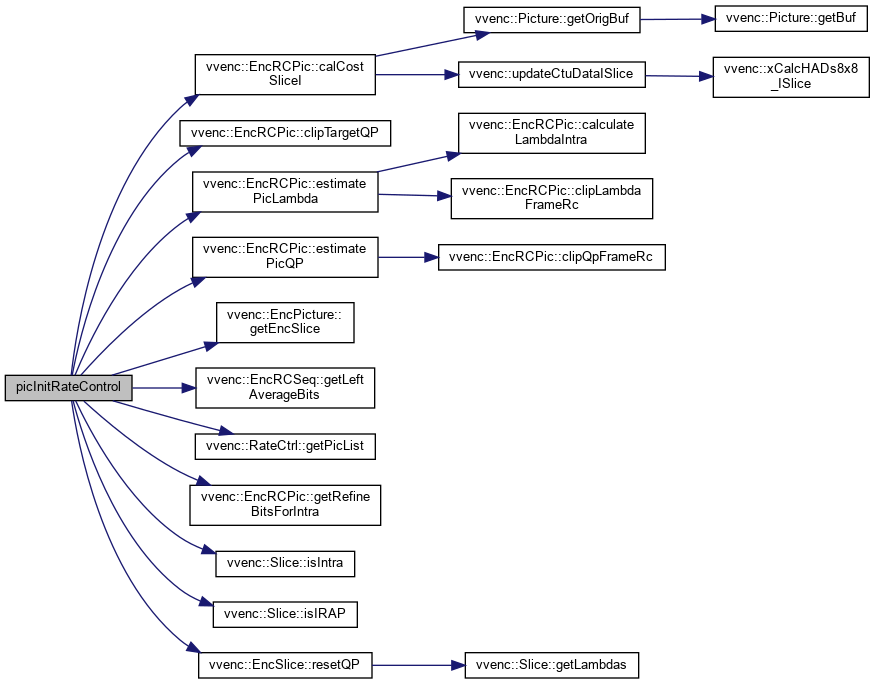 picInitRateControl
vvenc::EncRCPic::calCost
SliceI
vvenc::Picture::getOrigBuf
vvenc::Picture::getBuf
vvenc::updateCtuDataISlice
vvenc::xCalcHADs8x8
_ISlice
vvenc::EncRCPic::clipTargetQP
vvenc::EncRCPic::estimate
PicLambda
vvenc::EncRCPic::calculate
LambdaIntra
vvenc::EncRCPic::clipLambda
FrameRc
vvenc::EncRCPic::estimate
PicQP
vvenc::EncRCPic::clipQpFrameRc
vvenc::EncPicture::
getEncSlice
vvenc::EncRCSeq::getLeft
AverageBits
vvenc::RateCtrl::getPicList
vvenc::EncRCPic::getRefine
BitsForIntra
vvenc::Slice::isIntra
vvenc::Slice::isIRAP
vvenc::EncSlice::resetQP
vvenc::Slice::getLambdas